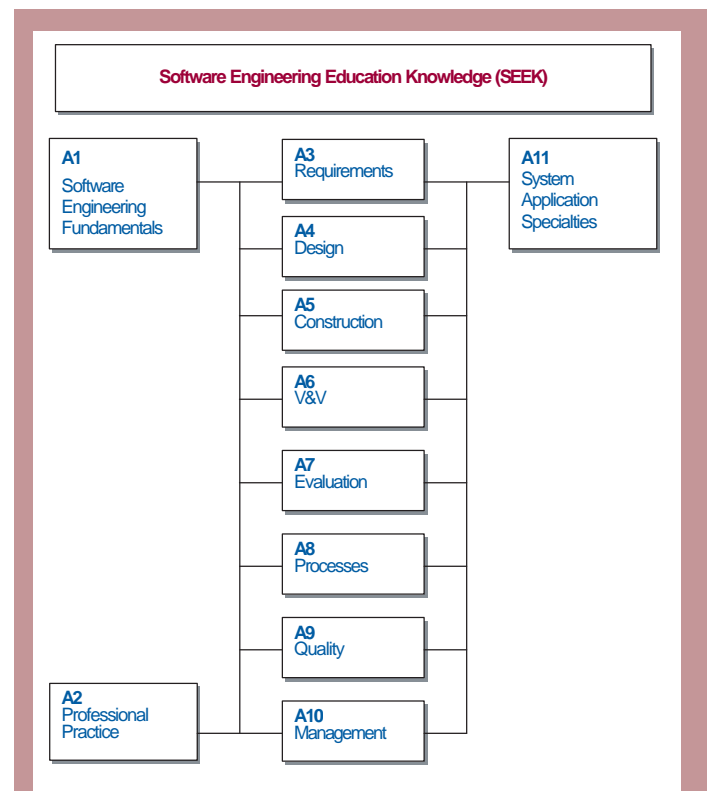 Software Engineering Education Knowledge (SEEK)
A1
Software
Engineering
Fundamentals
A2
Professional
Practice
A3
Requirements
A4
Design
A5
Construction
A6
V&V
A7
Evaluation
A8
Processes
A9
Quality
A10
Management
A11
System
Application
Specialties